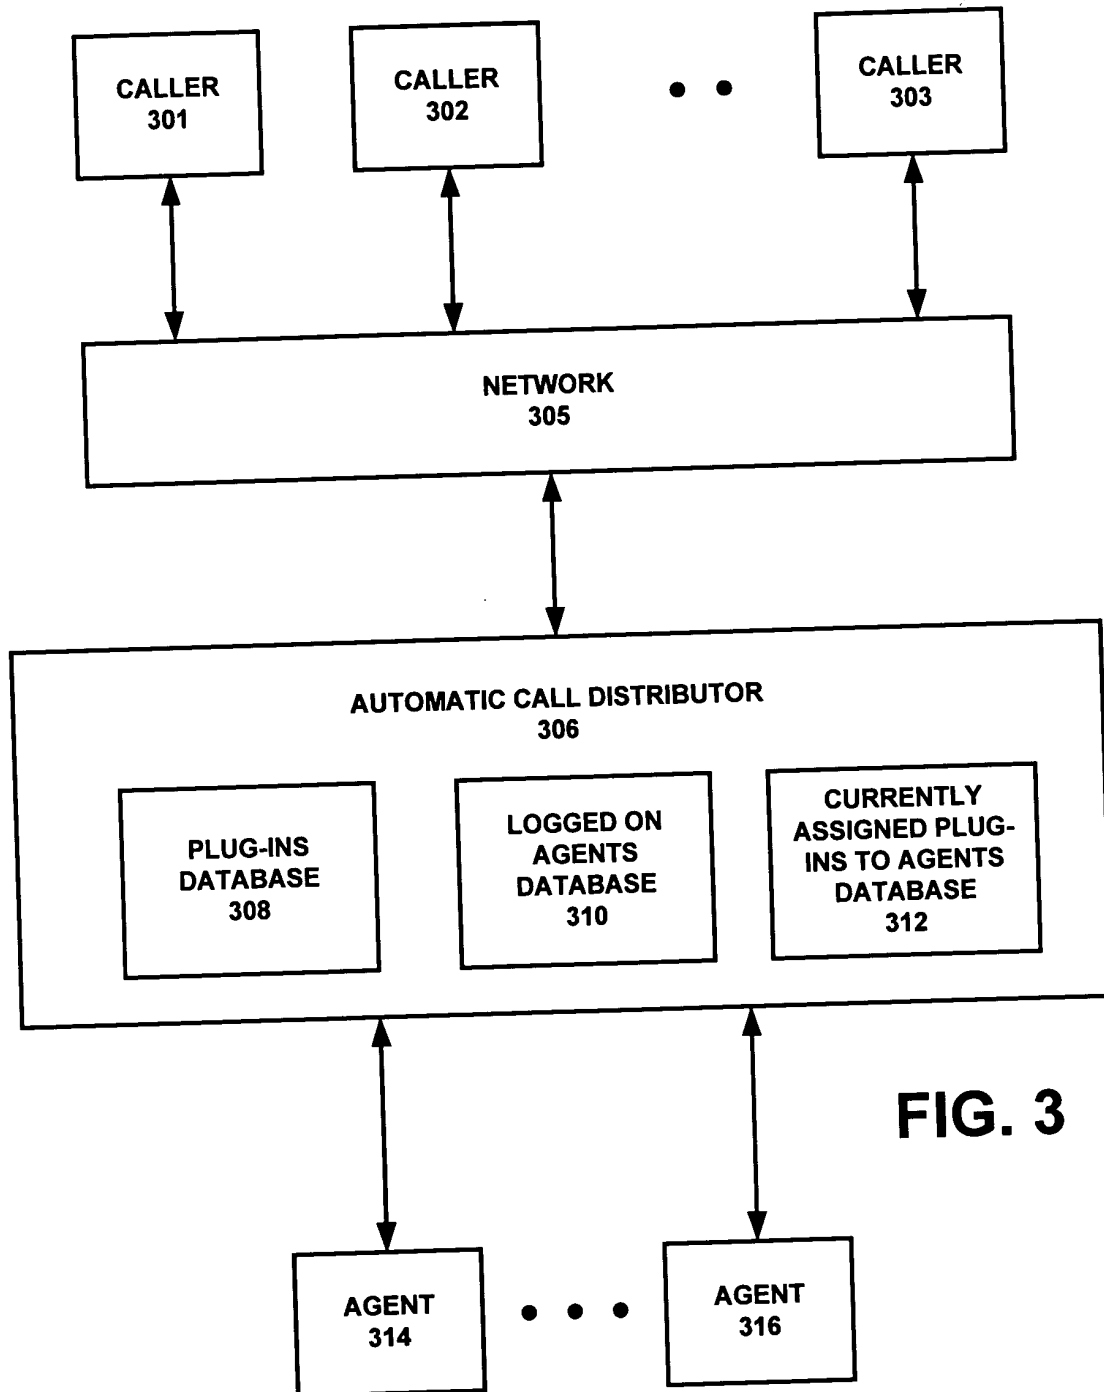 CALLER
301
CALLER
302
CALLER
303
NETWORK
305
AUTOMATIC CALL DISTRIBUTOR
306
PLUG-INS
DATABASE
308
LOGGED ON
AGENTS
DATABASE
310
CURRENTLY
ASSIGNED PLUG-
INS TO AGENTS
DATABASE
312
FIG. 3
AGENT
314
AGENT
316